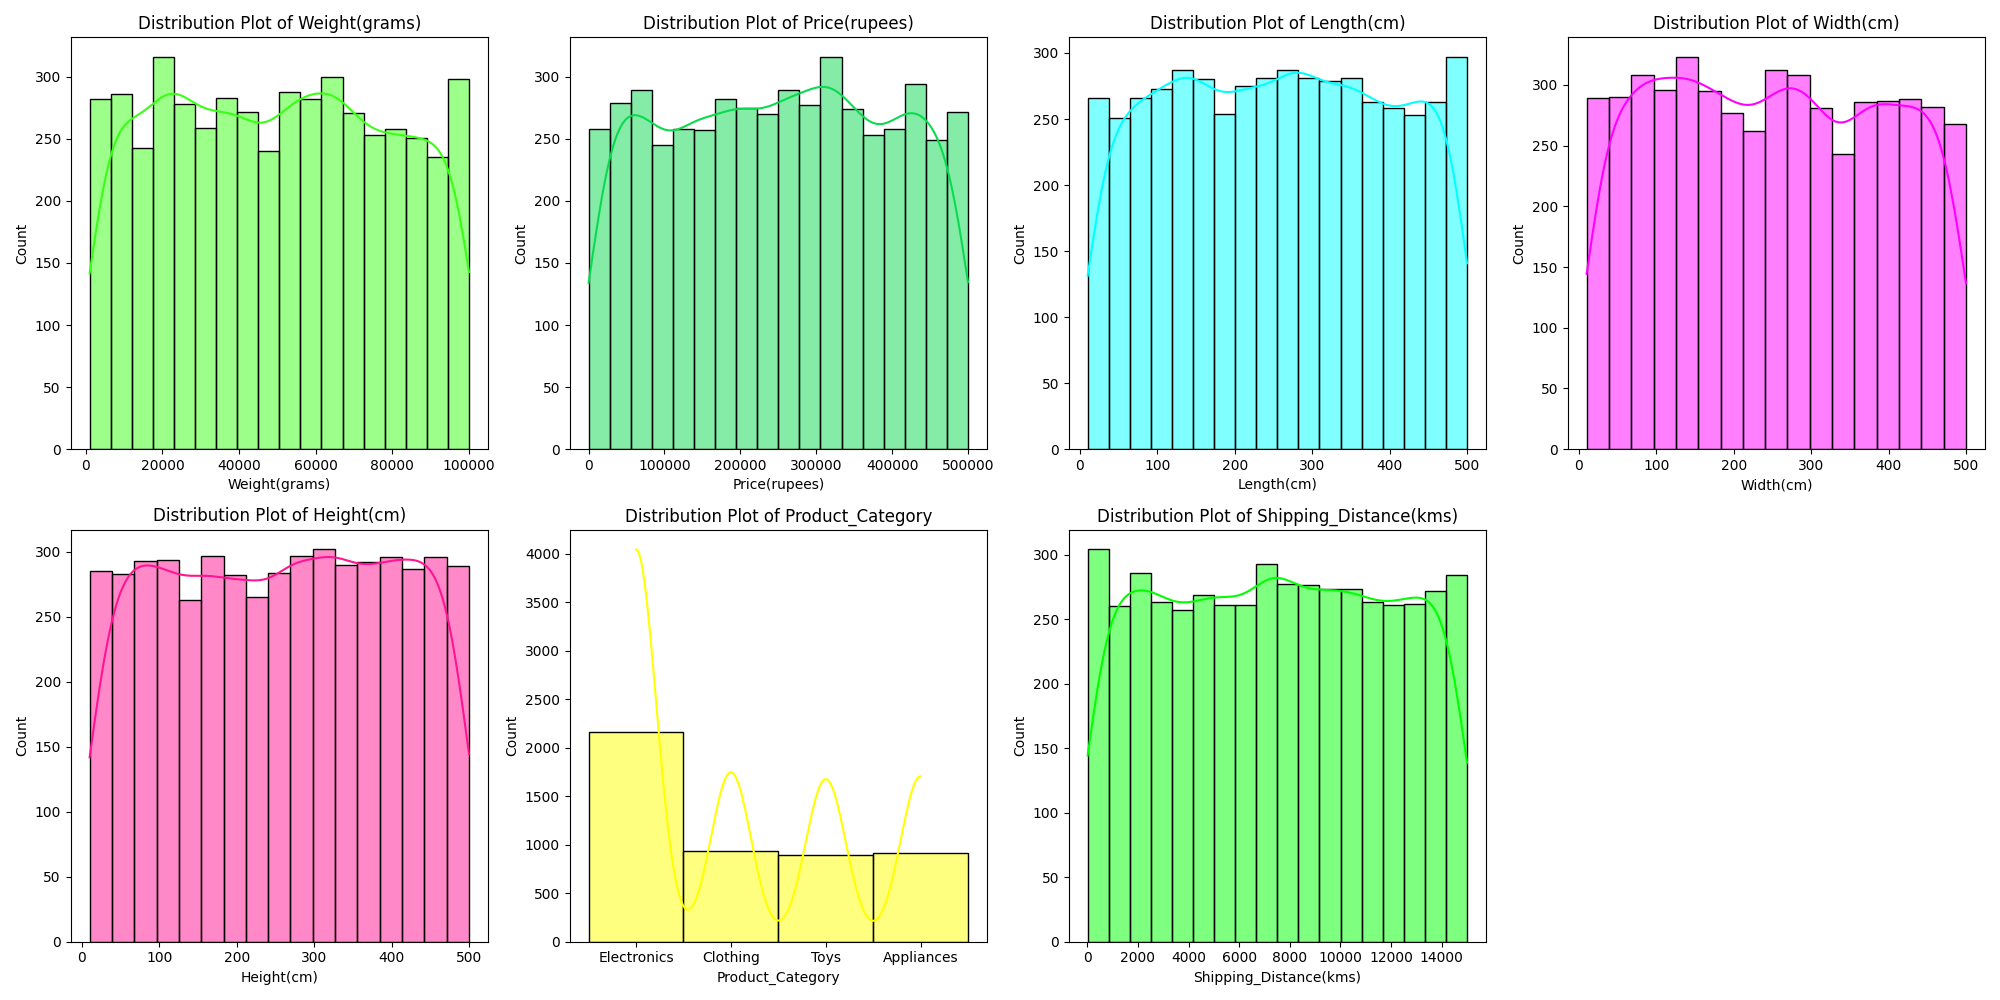 Distribution Plot of Weight(grams)
Count
300
250
200
150
100
50
0
0 20000 40000 60000 80000 100000
Weight(grams)
Distribution Plot of Price(rupees)
Count
300
250
200
150
100
50
0
0 100000 200000 300000 400000 500000
Price(rupees)
Distribution Plot of Length(cm)
Count
300
250
200
150
100
50
0
0 100 200 300 400 500
Length(cm)
Distribution Plot of Width(cm)
Count
300
250
200
150
100
50
0
0 100 200 300 400 500
Width(cm)
Distribution Plot of Height(cm)
Count
300
250
200
150
100
50
0
0 100 200 300 400 500
Height(cm)
Distribution Plot of Product_Category
Count
4000
3500
3000
2500
2000
1500
1000
500
0
Electronics Clothing Toys Appliances
Product_Category
Distribution Plot of Shipping_Distance(kms)
Count
300
250
200
150
100
50
0
0 2000 4000 6000 8000 10000 12000 14000
Shipping_Distance(kms)